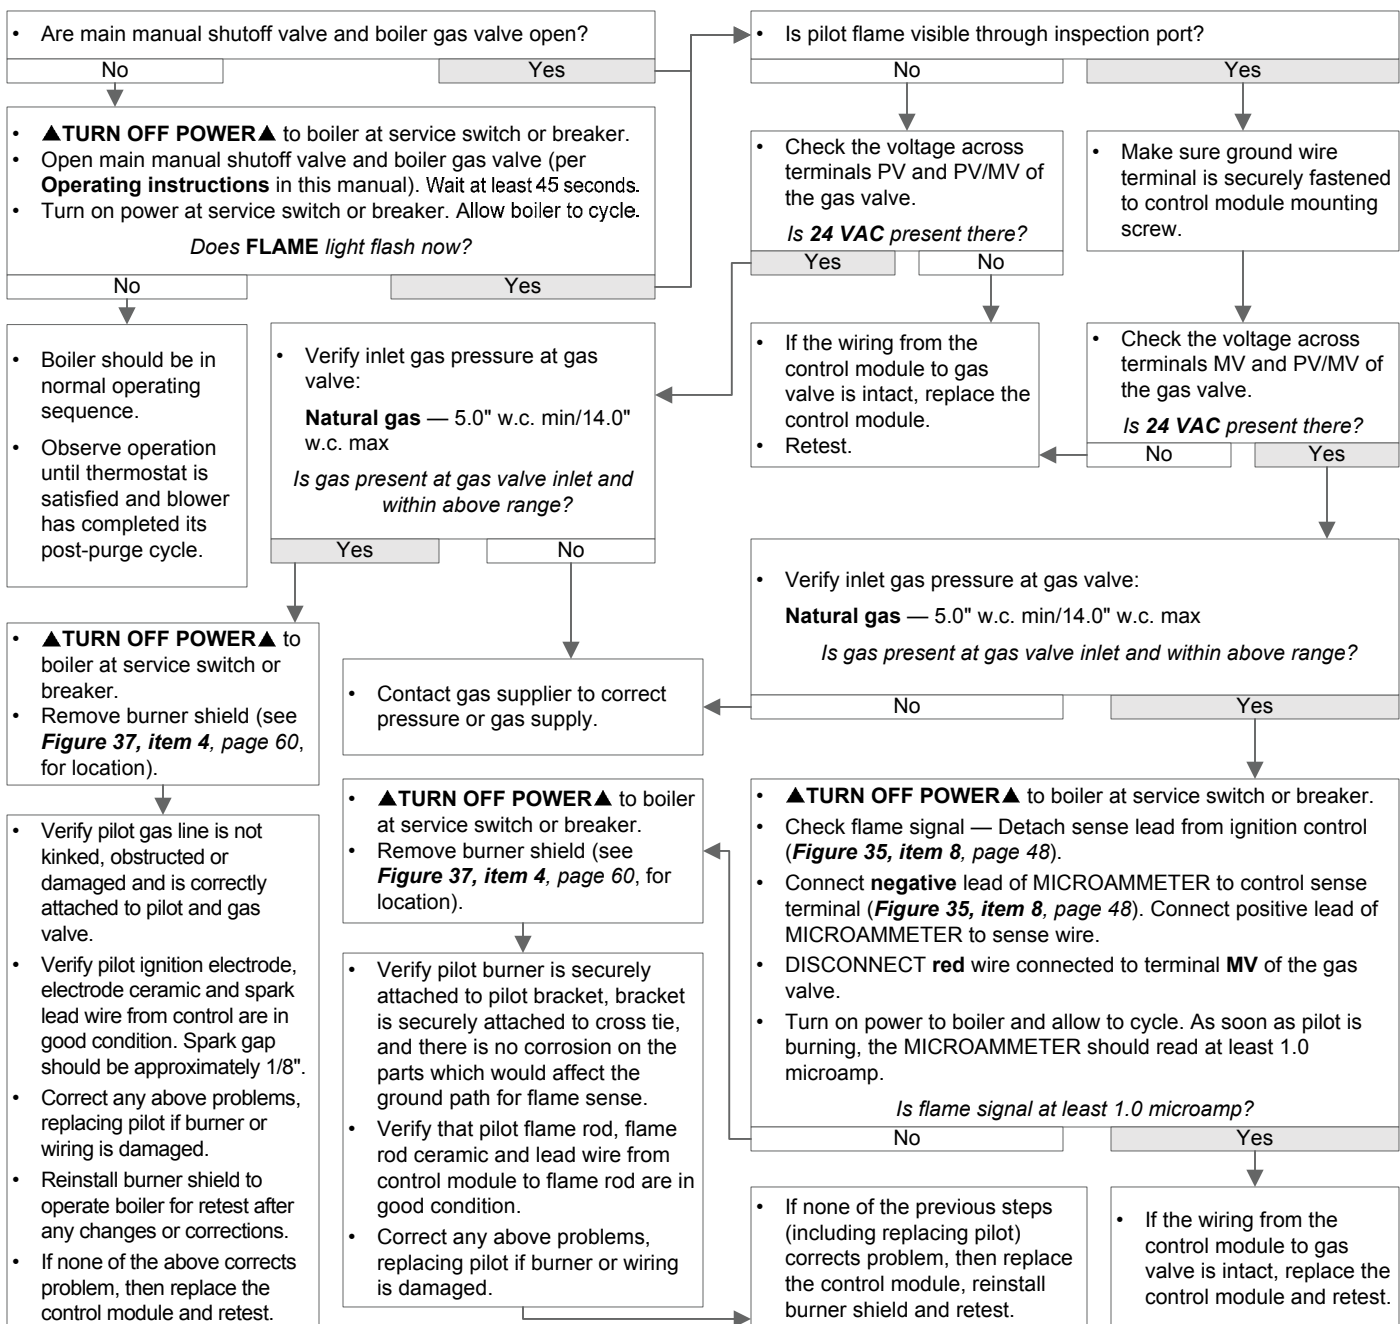 • Are main manual shutoff valve and boiler gas valve open?
No
Yes
• ▲TURN OFF POWER▲ to boiler at service switch or breaker.
• Open main manual shutoff valve and boiler gas valve (per
Operating instructions in this manual). Wait at least 45 seconds.
• Turn on power at service switch or breaker. Allow boiler to cycle.
Does FLAME light flash now?
No
Yes
• Boiler should be in
normal operating
sequence.
• Observe operation
until thermostat is
satisfied and blower
has completed its
post-purge cycle.
• Verify inlet gas pressure at gas
valve:
Natural gas — 5.0" w.c. min/14.0"
w.c. max
Is gas present at gas valve inlet and
within above range?
Yes
No
• ▲TURN OFF POWER▲ to
boiler at service switch or
breaker.
• Remove burner shield (see
Figure 37, item 4, page 60,
for location).
• Verify pilot gas line is not
kinked, obstructed or
damaged and is correctly
attached to pilot and gas
valve.
• Verify pilot ignition electrode,
electrode ceramic and spark
lead wire from control are in
good condition. Spark gap
should be approximately 1/8".
• Correct any above problems,
replacing pilot if burner or
wiring is damaged.
• Reinstall burner shield to
operate boiler for retest after
any changes or corrections.
• If none of the above corrects
problem, then replace the
control module and retest.
• Contact gas supplier to correct
pressure or gas supply.
• ▲TURN OFF POWER▲ to boiler
at service switch or breaker.
• Remove burner shield (see
Figure 37, item 4, page 60, for
location).
• Verify pilot burner is securely
attached to pilot bracket, bracket
is securely attached to cross tie,
and there is no corrosion on the
parts which would affect the
ground path for flame sense.
• Verify that pilot flame rod, flame
rod ceramic and lead wire from
control module to flame rod are in
good condition.
• Correct any above problems,
replacing pilot if burner or wiring
is damaged.
• Is pilot flame visible through inspection port?
No
Yes
• Check the voltage across
terminals PV and PV/MV of
the gas valve.
Is 24 VAC present there?
Yes
No
• If the wiring from the
control module to gas
valve is intact, replace the
control module.
• Retest.
• Make sure ground wire
terminal is securely fastened
to control module mounting
screw.
• Check the voltage across
terminals MV and PV/MV of
the gas valve.
Is 24 VAC present there?
No
Yes
• Verify inlet gas pressure at gas valve:
Natural gas — 5.0" w.c. min/14.0" w.c. max
Is gas present at gas valve inlet and within above range?
No
Yes
• ▲TURN OFF POWER▲ to boiler at service switch or breaker.
• Check flame signal — Detach sense lead from ignition control
(Figure 35, item 8, page 48).
• Connect negative lead of MICROAMMETER to control sense
terminal (Figure 35, item 8, page 48). Connect positive lead of
MICROAMMETER to sense wire.
• DISCONNECT red wire connected to terminal MV of the gas
valve.
• Turn on power to boiler and allow to cycle. As soon as pilot is
burning, the MICROAMMETER should read at least 1.0
microamp.
Is flame signal at least 1.0 microamp?
No
Yes
• If none of the previous steps
(including replacing pilot)
corrects problem, then replace
the control module, reinstall
burner shield and retest.
• If the wiring from the
control module to gas
valve is intact, replace the
control module and retest.